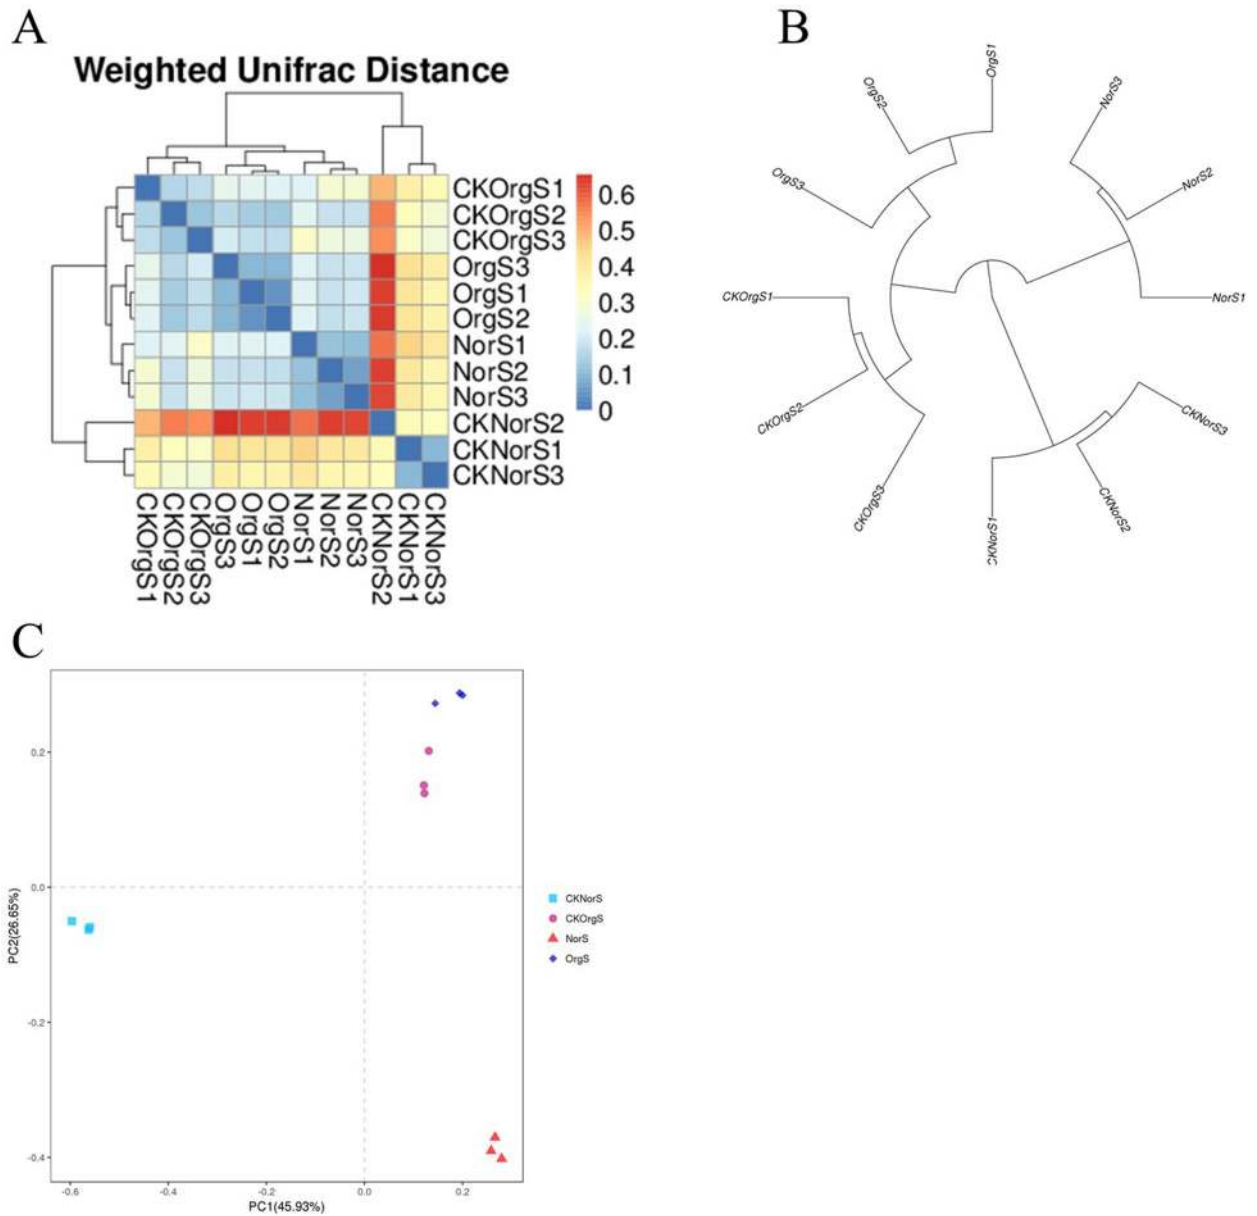 A
Weighted Unifrac Distance
CKOrgS1
CKOrgS2
CKOrgS3
OrgS3
OrgS1
OrgS2
NorS1
NorS2
NorS3
CKNorS2
CKNorS1
CKNorS3
0.6
0.5
0.4
0.3
0.2
0.1
0
CKOrgS1
CKOrgS2
CKOrgS3
OrgS3
OrgS1
OrgS2
NorS1
NorS2
NorS3
CKNorS2
CKNorS1
CKNorS3
B
OrgS1
OrgS2
NorS3
OrgS3
NorS2
CKOrgS1
NorS1
CKOrgS2
CKNorS3
CKOrgS3
CKNorS2
CKNorS1
C
PC2(26.65%)
0.2
0.0
-0.2
-0.4
-0.6
-0.4
-0.2
0.0
0.2
PC1(45.93%)
CKNorS
CKOrgS
NorS
OrgS